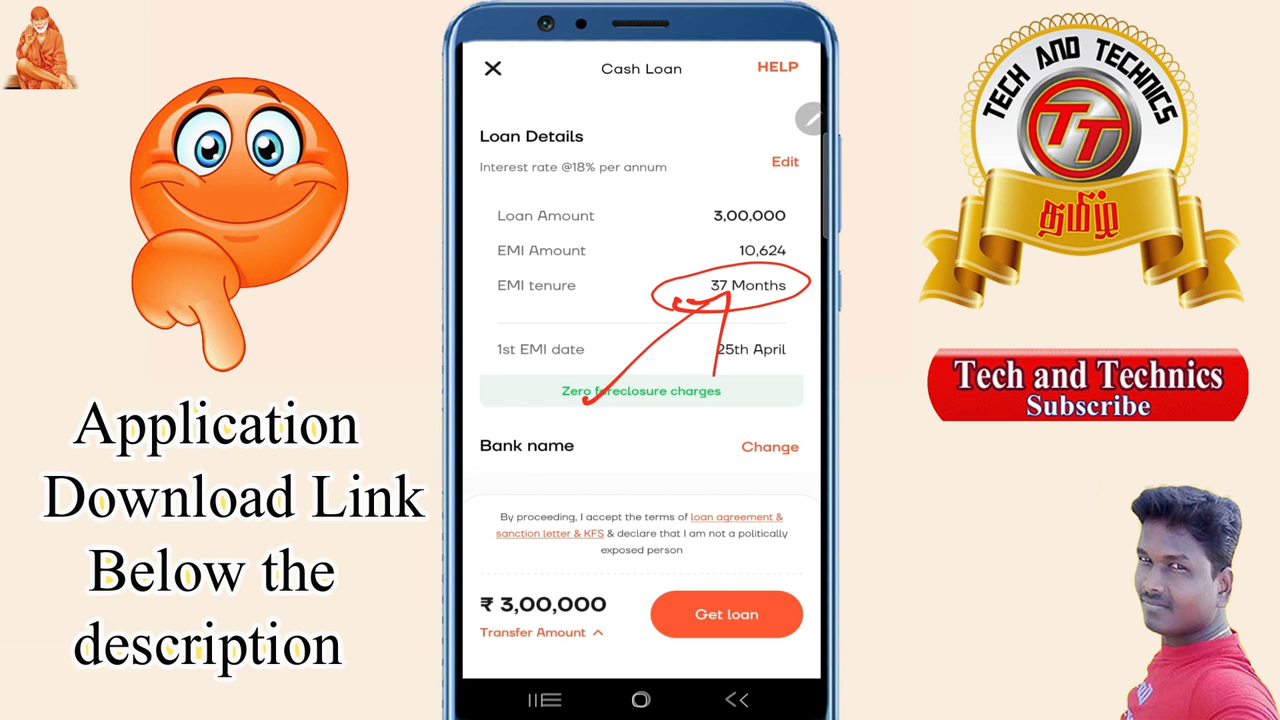 Cash Loan
HELP
Loan Details
Interest rate @18% per annum
Edit
Loan Amount 3,00,000
EMI Amount 10,624
EMI tenure 37 Months
1st EMI date 25th April
Zero foreclosure charges
Bank name
Change
By proceeding, I accept the terms of loan agreement &
sanction letter & KFS & declare that I am not a politically
exposed person
₹ 3,00,000
Transfer Amount
Get loan
Application
Download Link
Below the
description
TECH AND TECHNICS
TT
தமிழ்
Tech and Technics
Subscribe